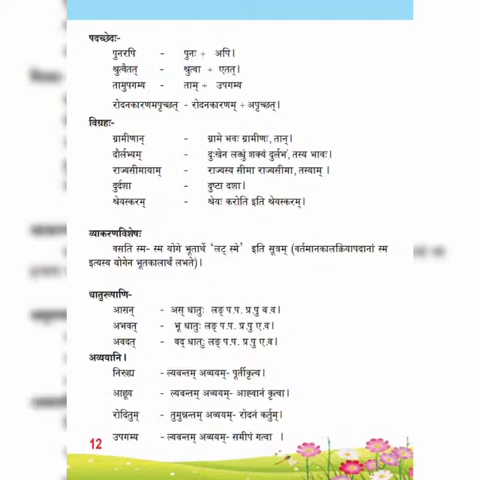 पदच्छेदः-
पुनरपि - पुनः + अपि।
श्रुत्वैतत् - श्रुत्वा + एतत्।
तामुपगम्य - ताम् + उपगम्य
रोदनकारणमपृच्छत् - रोदनकारणम् + अपृच्छत्।
विग्रहः-
ग्रामीणान् - ग्रामे भवः ग्रामीणः, तान्।
दौर्लभ्यम् - दुःखेन लब्धुं शक्यं दुर्लभं, तस्य भावः।
राज्यसीमायाम् - राज्यस्य सीमा राज्यसीमा, तस्याम् ।
दुर्दशा - दुष्टा दशा।
श्रेयस्करम् - श्रेयः करोति इति श्रेयस्करम्।
व्याकरणविशेषः-
वसति स्म- स्म योगे भूतार्थे 'लट् स्मे' इति सूत्रम् (वर्तमानकालक्रियापदानां स्म
इत्यस्य योगेन भूतकालार्थं लभते)।
धातुरूपाणि-
आसन् - अस् धातुः लङ् प.प. प्र.पु ब.व।
अभवत् - भू धातुः लङ् प.प. प्र.पु ए.व।
अवदत् - वद् धातुः लङ् प.प. प्र.पु ए.व।
अव्ययानि।
निरुह्य - ल्यबन्तम् अव्ययम्- पूर्तीकृत्य।
आहूय - ल्यबन्तम् अव्ययम्- आह्वानं कृत्वा।
रोदितुम् - तुमुन्नन्तम् अव्ययम्- रोदनं कर्तुम्।
उपगम्य - ल्यबन्तम् अव्ययम्- समीपं गत्वा ।
12